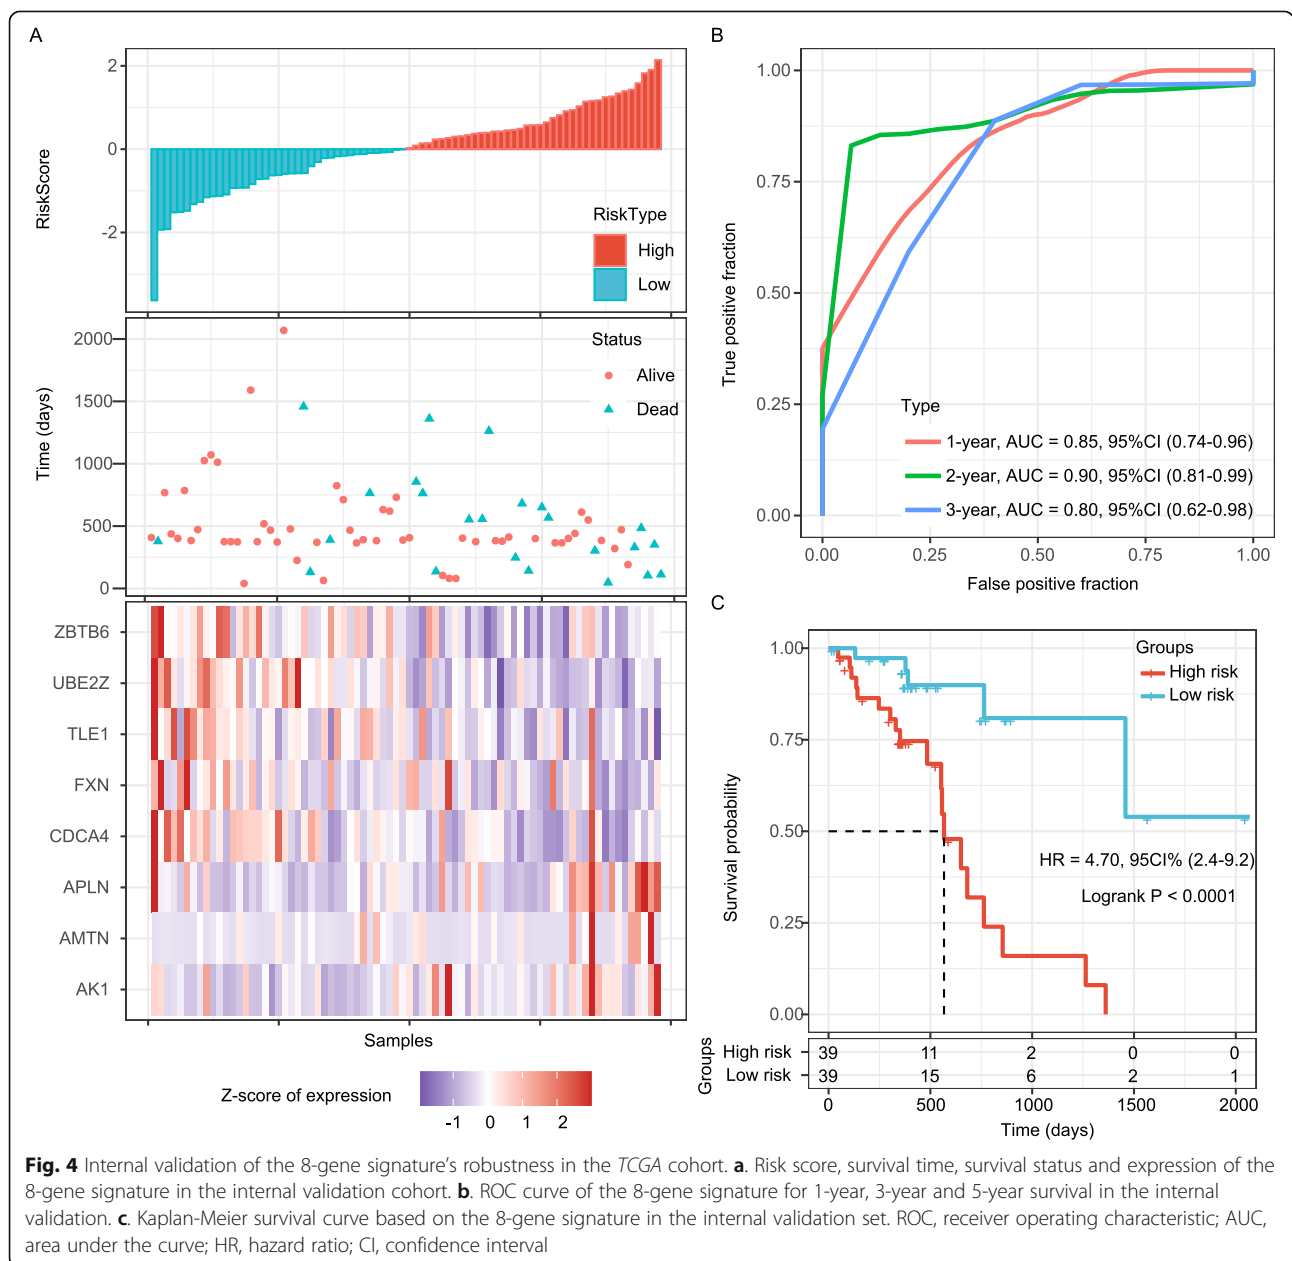 A
2
0
-2
RiskScore
RiskType
High
Low
2000
1500
1000
500
0
Time (days)
Status
Alive
Dead
ZBTB6
UBE2Z
TLE1
FXN
CDCA4
APLN
AMTN
AK1
Samples
Z-score of expression
-1 0 1 2
B
1.00
0.75
0.50
0.25
0.00
True positive fraction
Type
1-year, AUC = 0.85, 95%CI (0.74-0.96)
2-year, AUC = 0.90, 95%CI (0.81-0.99)
3-year, AUC = 0.80, 95%CI (0.62-0.98)
0.00 0.25 0.50 0.75 1.00
False positive fraction
C
1.00
0.75
0.50
0.25
0.00
Survival probability
Groups
High risk
Low risk
HR = 4.70, 95CI% (2.4-9.2)
Logrank P < 0.0001
Groups
High risk 39 11 2 0 0
Low risk 39 15 6 2 1
0 500 1000 1500 2000
Time (days)
Fig. 4 Internal validation of the 8-gene signature's robustness in the TCGA cohort. a. Risk score, survival time, survival status and expression of the
8-gene signature in the internal validation cohort. b. ROC curve of the 8-gene signature for 1-year, 3-year and 5-year survival in the internal
validation. c. Kaplan-Meier survival curve based on the 8-gene signature in the internal validation set. ROC, receiver operating characteristic; AUC,
area under the curve; HR, hazard ratio; CI, confidence interval